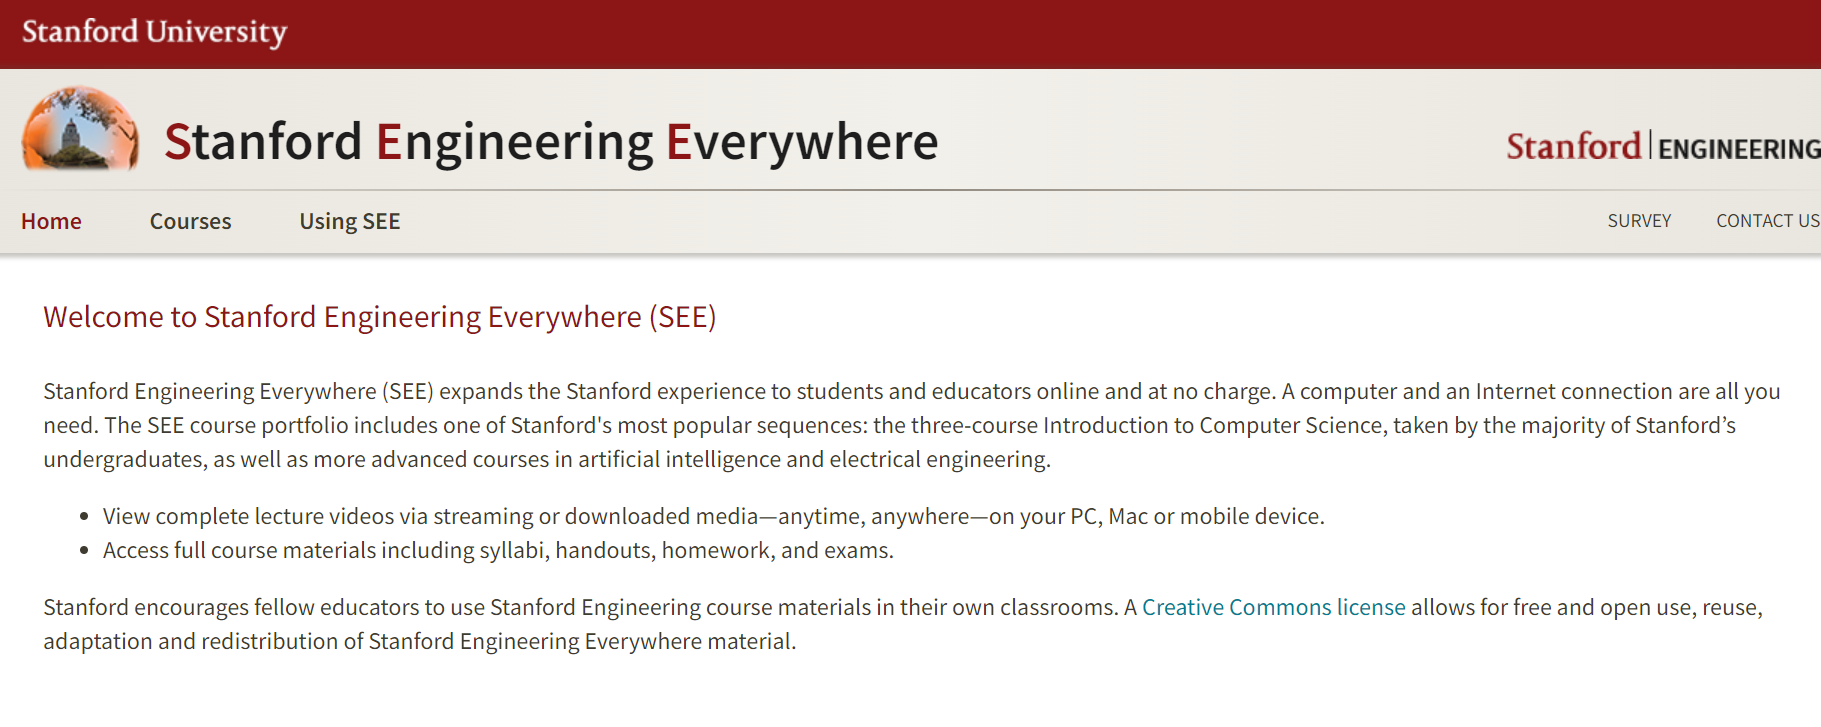 Stanford University
Stanford Engineering Everywhere
Stanford | ENGINEERING
Home Courses Using SEE SURVEY CONTACT US
Welcome to Stanford Engineering Everywhere (SEE)
Stanford Engineering Everywhere (SEE) expands the Stanford experience to students and educators online and at no charge. A computer and an Internet connection are all you
need. The SEE course portfolio includes one of Stanford's most popular sequences: the three-course Introduction to Computer Science, taken by the majority of Stanford’s
undergraduates, as well as more advanced courses in artificial intelligence and electrical engineering.
• View complete lecture videos via streaming or downloaded media—anytime, anywhere—on your PC, Mac or mobile device.
• Access full course materials including syllabi, handouts, homework, and exams.
Stanford encourages fellow educators to use Stanford Engineering course materials in their own classrooms. A Creative Commons license allows for free and open use, reuse,
adaptation and redistribution of Stanford Engineering Everywhere material.